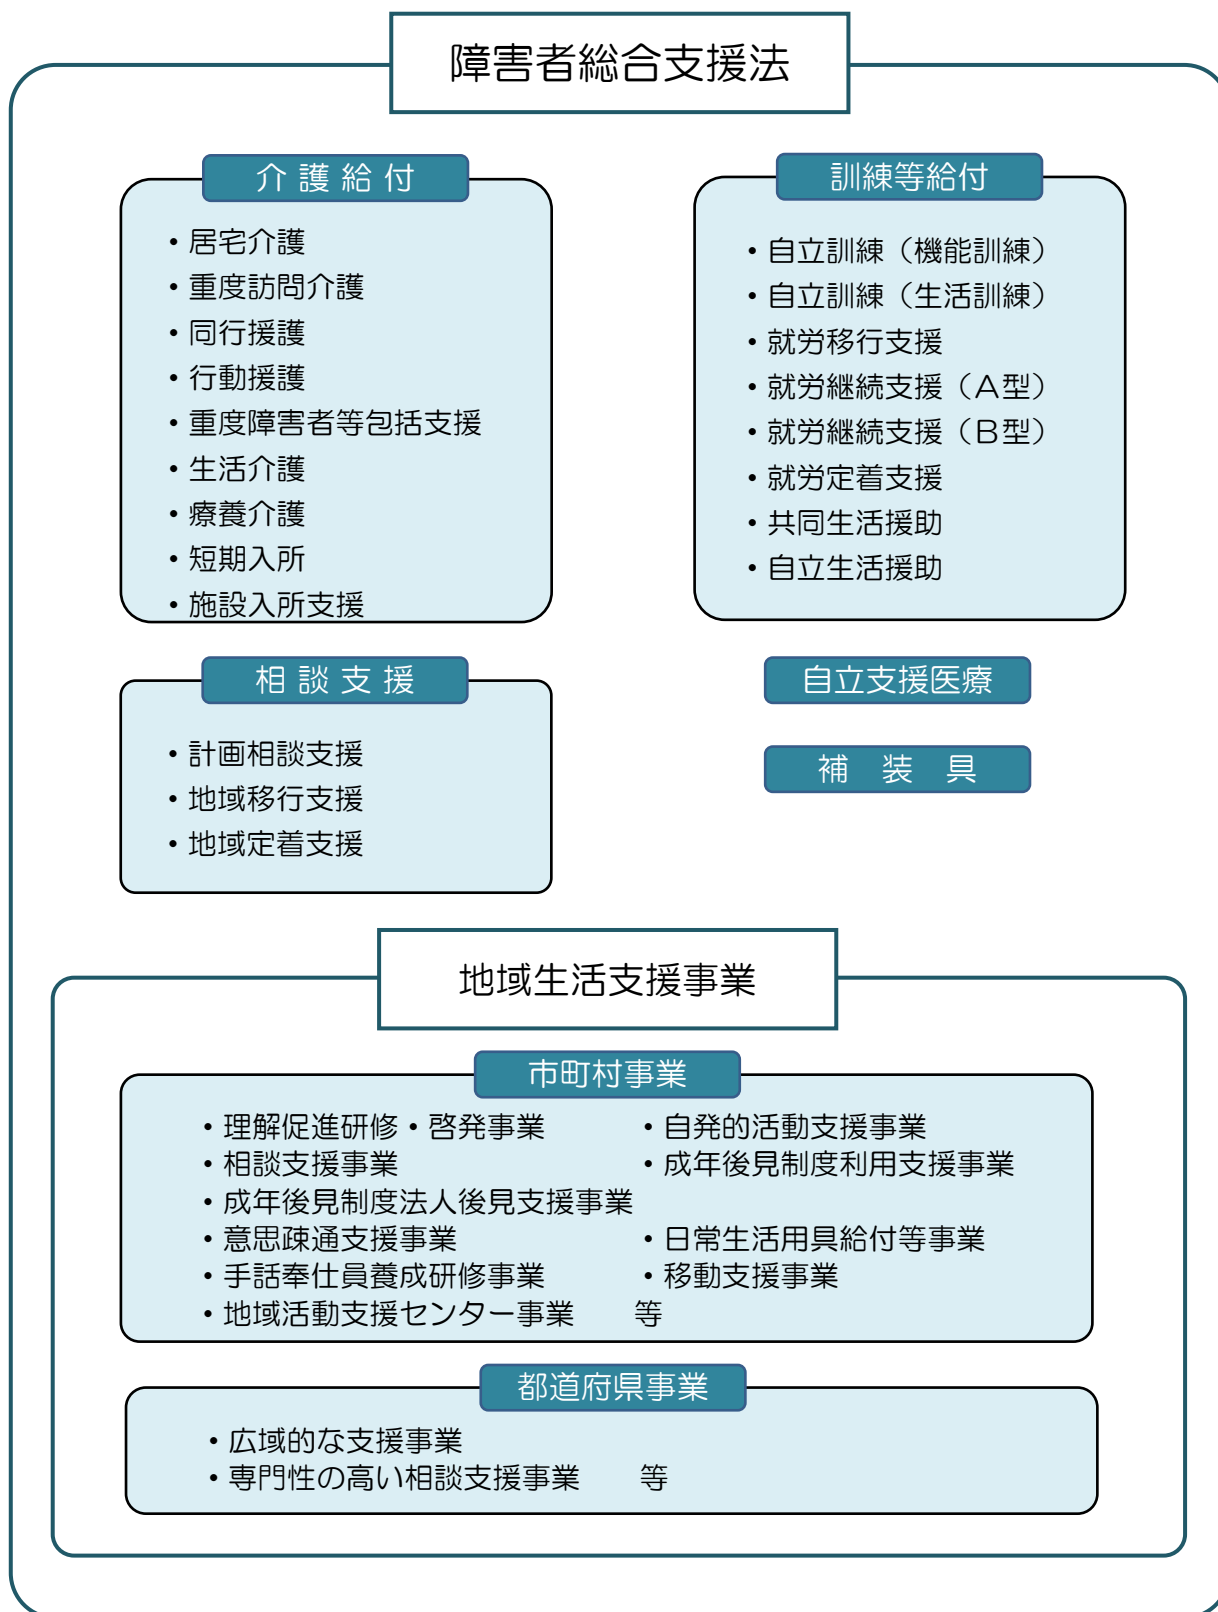 障害者総合支援法
介護給付
・居宅介護
・重度訪問介護
・同行援護
・行動援護
・重度障害者等包括支援
・生活介護
・療養介護
・短期入所
・施設入所支援
訓練等給付
・自立訓練（機能訓練）
・自立訓練（生活訓練）
・就労移行支援
・就労継続支援（A型）
・就労継続支援（B型）
・就労定着支援
・共同生活援助
・自立生活援助
相談支援
・計画相談支援
・地域移行支援
・地域定着支援
自立支援医療
補 装 具
地域生活支援事業
市町村事業
・理解促進研修・啓発事業 ・自発的活動支援事業
・相談支援事業 ・成年後見制度利用支援事業
・成年後見制度法人後見支援事業
・意思疎通支援事業 ・日常生活用具給付等事業
・手話奉仕員養成研修事業 ・移動支援事業
・地域活動支援センター事業 等
都道府県事業
・広域的な支援事業
・専門性の高い相談支援事業 等